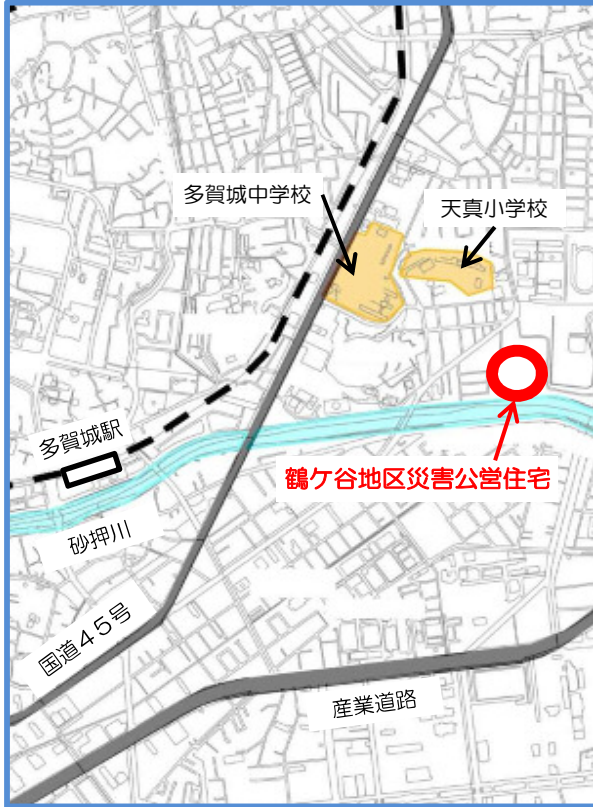 多賀城中学校
天真小学校
多賀城駅
鶴ケ谷地区災害公営住宅
砂押川
国道45号
産業道路